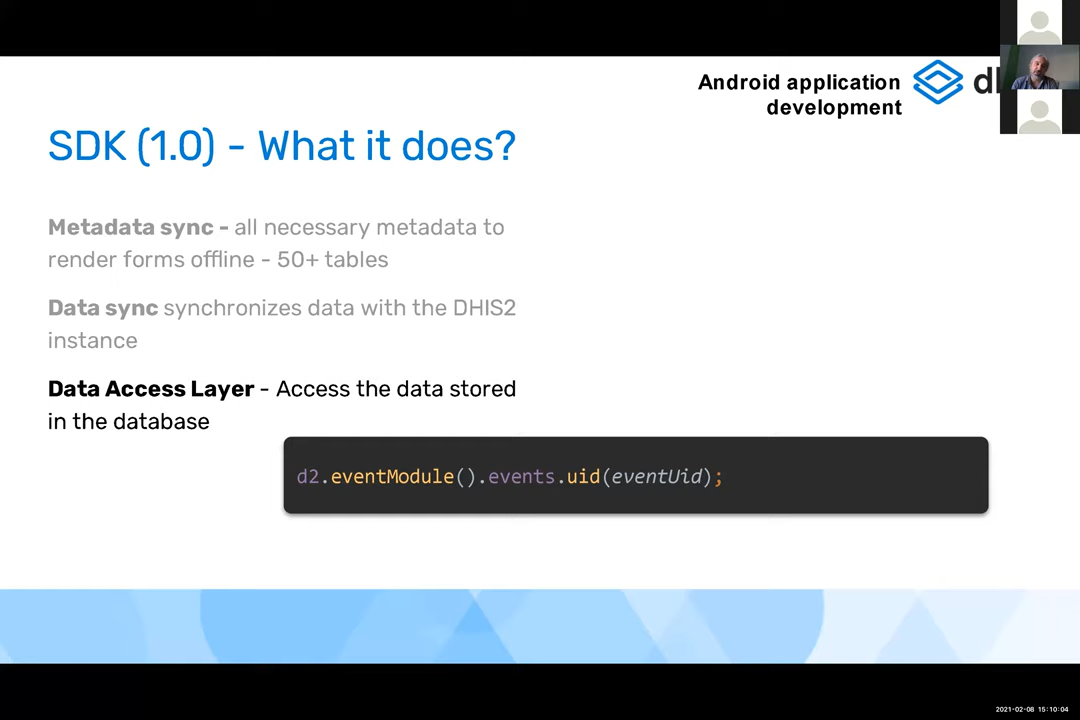 Android application
development
SDK (1.0) - What it does?
Metadata sync - all necessary metadata to
render forms offline - 50+ tables
Data sync synchronizes data with the DHIS2
instance
Data Access Layer - Access the data stored
in the database
d2.eventModule().events.uid(eventUid);
2021-02-08 15:10:04